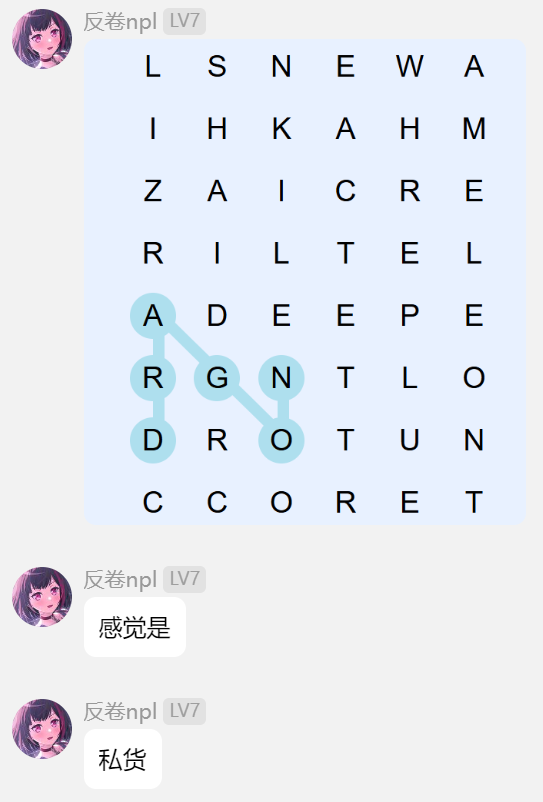 反卷npl LV7
L S N E W A
I H K A H M
Z A I C R E
R I L T E L
A D E E P E
R G N T L O
D R O T U N
C C O R E T
反卷npl LV7
感觉是
反卷npl LV7
私货